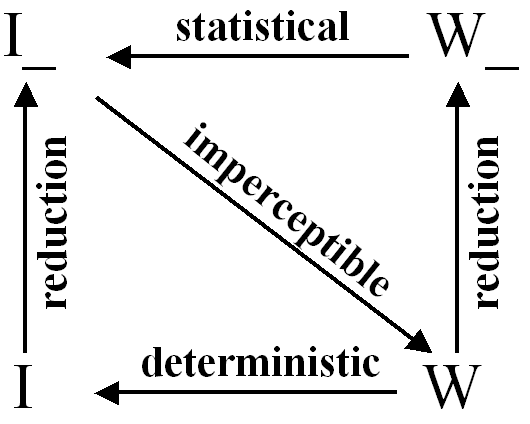 I_ statistical W_
imperceptible
reduction reduction
I deterministic W